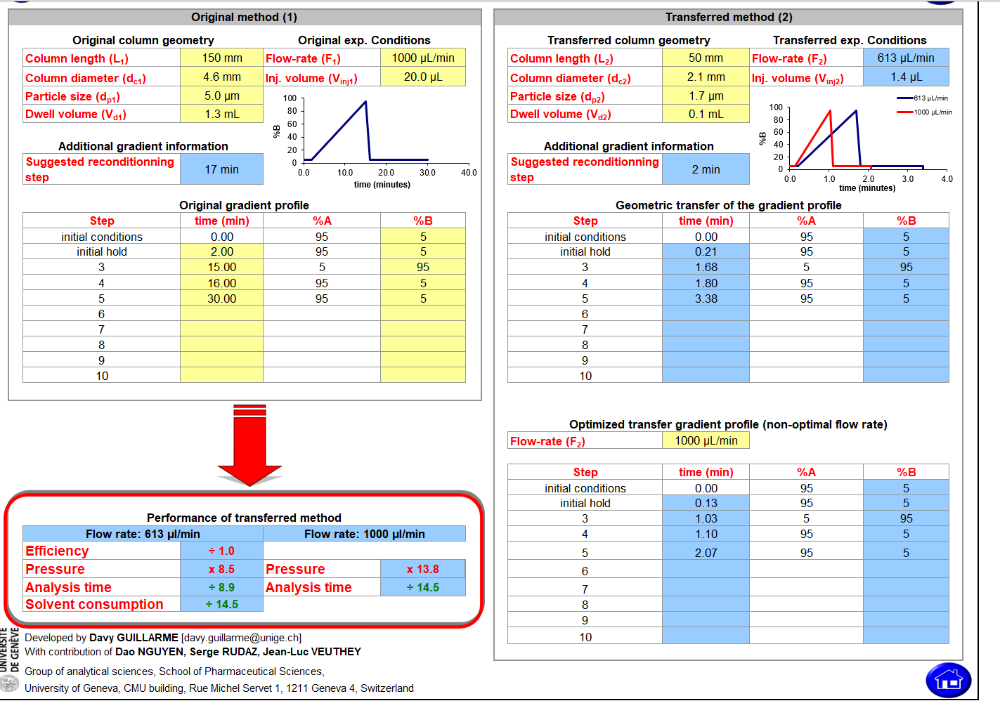 Original method (1)
Original column geometry
Original exp. Conditions
Column length (L1) 150 mm Flow-rate (F1) 1000 µL/min
Column diameter (dc1) 4.6 mm Inj. volume (Vinj1) 20.0 µL
Particle size (dp1) 5.0 µm
Dwell volume (Vd1) 1.3 mL
100
80
60
40
20
0
%B
0.0 10.0 20.0 30.0 40.0
time (minutes)
Additional gradient information
Suggested reconditionning step 17 min
Original gradient profile
Step time (min) %A %B
initial conditions 0.00 95 5
initial hold 2.00 95 5
3 15.00 5 95
4 16.00 95 5
5 30.00 95 5
6
7
8
9
10
Transferred method (2)
Transferred column geometry
Transferred exp. Conditions
Column length (L2) 50 mm Flow-rate (F2) 613 µL/min
Column diameter (dc2) 2.1 mm Inj. volume (Vinj2) 1.4 µL
Particle size (dp2) 1.7 µm
Dwell volume (Vd2) 0.1 mL
613 µL/min
1000 µL/min
100
80
60
40
20
0
%B
0.0 1.0 2.0 3.0 4.0
time (minutes)
Additional gradient information
Suggested reconditionning step 2 min
Geometric transfer of the gradient profile
Step time (min) %A %B
initial conditions 0.00 95 5
initial hold 0.21 95 5
3 1.68 5 95
4 1.80 95 5
5 3.38 95 5
6
7
8
9
10
Optimized transfer gradient profile (non-optimal flow rate)
Flow-rate (F2) 1000 µL/min
Step time (min) %A %B
initial conditions 0.00 95 5
initial hold 0.13 95 5
3 1.03 5 95
4 1.10 95 5
5 2.07 95 5
6
7
8
9
10
Performance of transferred method
Flow rate: 613 µl/min Flow rate: 1000 µl/min
Efficiency ÷ 1.0
Pressure x 8.5 Pressure x 13.8
Analysis time ÷ 8.9 Analysis time ÷ 14.5
Solvent consumption ÷ 14.5
UNIVERSITÉ
DE GENÈVE
Developed by Davy GUILLARME [davy.guillarme@unige.ch]
With contribution of Dao NGUYEN, Serge RUDAZ, Jean-Luc VEUTHEY
Group of analytical sciences, School of Pharmaceutical Sciences,
University of Geneva, CMU building, Rue Michel Servet 1, 1211 Geneva 4, Switzerland